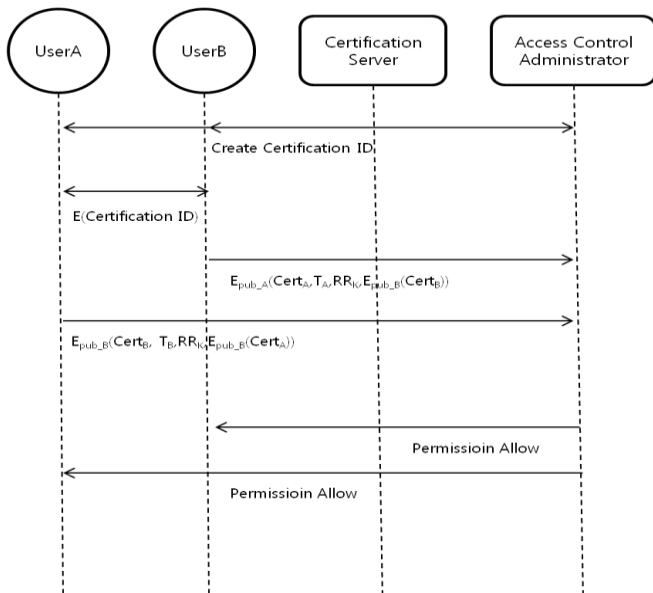 UserA
UserB
Certification
Server
Access Control
Administrator
Create Certification ID
E(Certification ID)
Epub_A(CertA,TA,RRK,Epub_B(CertB))
Epub_B(CertB, TB,RRK,Epub_B(CertA))
Permissioin Allow
Permissioin Allow